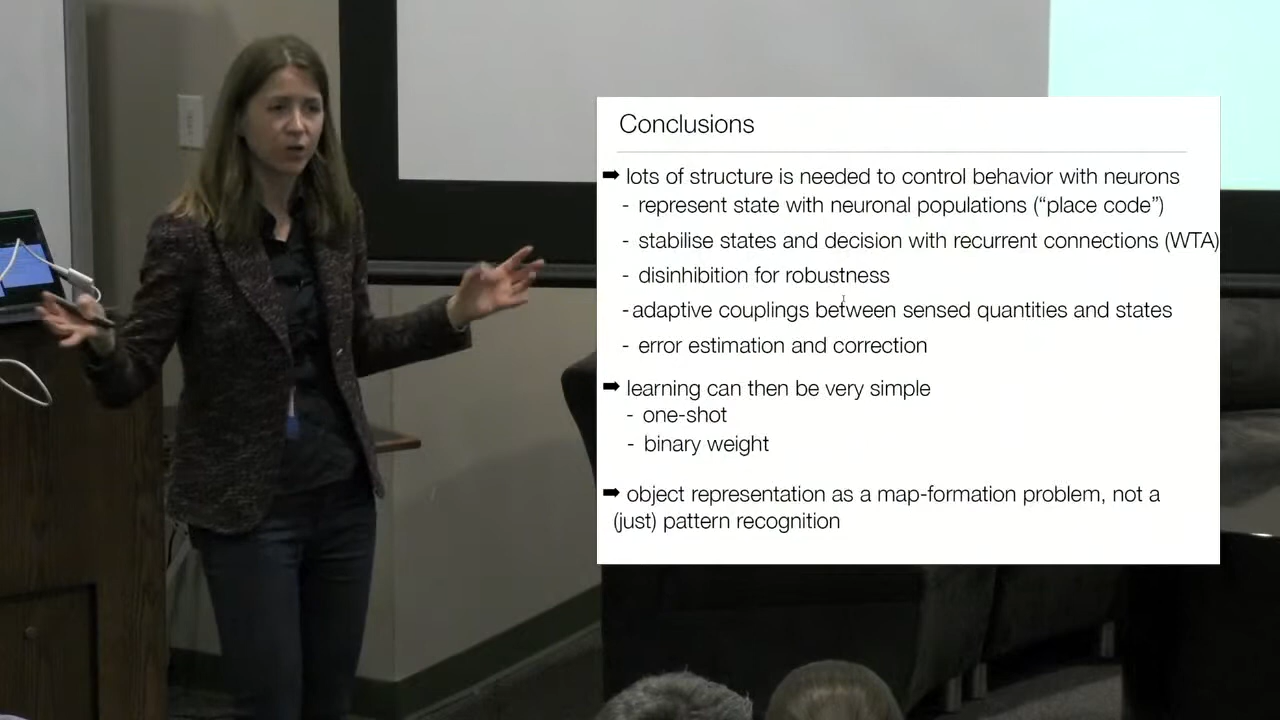 Conclusions
➡ lots of structure is needed to control behavior with neurons
- represent state with neuronal populations (“place code”)
- stabilise states and decision with recurrent connections (WTA)
- disinhibition for robustness
- adaptive couplings between sensed quantities and states
- error estimation and correction
➡ learning can then be very simple
- one-shot
- binary weight
➡ object representation as a map-formation problem, not a
(just) pattern recognition